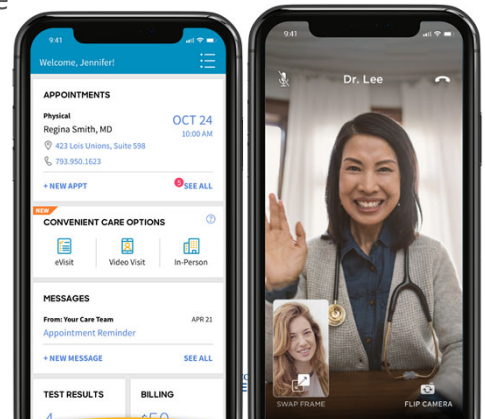 9:41
Welcome, Jennifer!
APPOINTMENTS
Physical
Regina Smith, MD
OCT 24
10:00 AM
423 Lois Unions, Suite 598
793.950.1623
+ NEW APPT
5 SEE ALL
NEW
CONVENIENT CARE OPTIONS
?
eVisit
Video Visit
In-Person
MESSAGES
From: Your Care Team
APR 21
Appointment Reminder
+ NEW MESSAGE
SEE ALL
TEST RESULTS
BILLING
9:41
Dr. Lee
SWAP FRAME
FLIP CAMERA